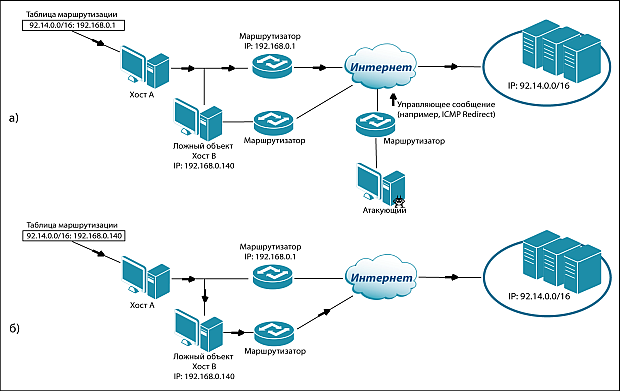 Таблица маршрутизации
92.14.0.0/16: 192.168.0.1
Маршрутизатор
IP: 192.168.0.1
Хост А
Интернет
IP: 92.14.0.0/16
Управляющее сообщение
(например, ICMP Redirect)
а)
Ложный объект
Хост В
IP: 192.168.0.140
Маршрутизатор
Маршрутизатор
Атакующий
Таблица маршрутизации
92.14.0.0/16: 192.168.0.140
Маршрутизатор
IP: 192.168.0.1
Хост А
Интернет
IP: 92.14.0.0/16
б)
Ложный объект
Хост В
IP: 192.168.0.140
Маршрутизатор